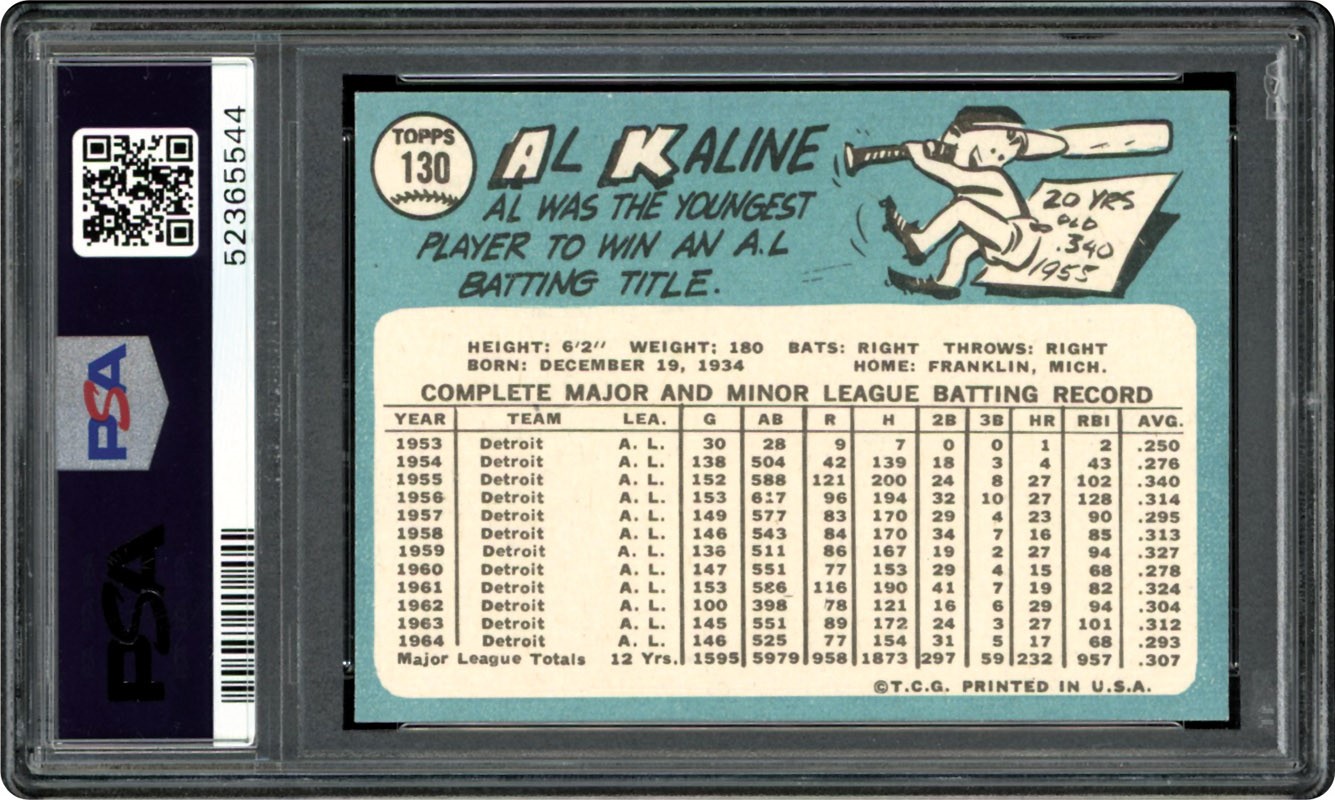 52365544
PSA
PSA
TOPPS
130
AL KALINE
AL WAS THE YOUNGEST
PLAYER TO WIN AN A.L
BATTING TITLE.
20 YRS
OLD
.340
1955
HEIGHT: 6'2" WEIGHT: 180 BATS: RIGHT THROWS: RIGHT
BORN: DECEMBER 19, 1934 HOME: FRANKLIN, MICH.
COMPLETE MAJOR AND MINOR LEAGUE BATTING RECORD
YEAR TEAM LEA. G AB R H 2B 3B HR RBI AVG.
1953 Detroit A. L. 30 28 9 7 0 0 1 2 .250
1954 Detroit A. L. 138 504 42 139 18 3 4 43 .276
1955 Detroit A. L. 152 588 121 200 24 8 27 102 .340
1956 Detroit A. L. 153 617 96 194 32 10 27 128 .314
1957 Detroit A. L. 149 577 83 170 29 4 23 90 .295
1958 Detroit A. L. 146 543 84 170 34 7 16 85 .313
1959 Detroit A. L. 136 511 86 167 19 2 27 94 .327
1960 Detroit A. L. 147 551 77 153 29 4 15 68 .278
1961 Detroit A. L. 153 586 116 190 41 7 19 82 .324
1962 Detroit A. L. 100 398 78 121 16 6 29 94 .304
1963 Detroit A. L. 145 551 89 172 24 3 27 101 .312
1964 Detroit A. L. 146 525 77 154 31 5 17 68 .293
Major League Totals 12 Yrs. 1595 5979 958 1873 297 59 232 957 .307
©T.C.G. PRINTED IN U.S.A.